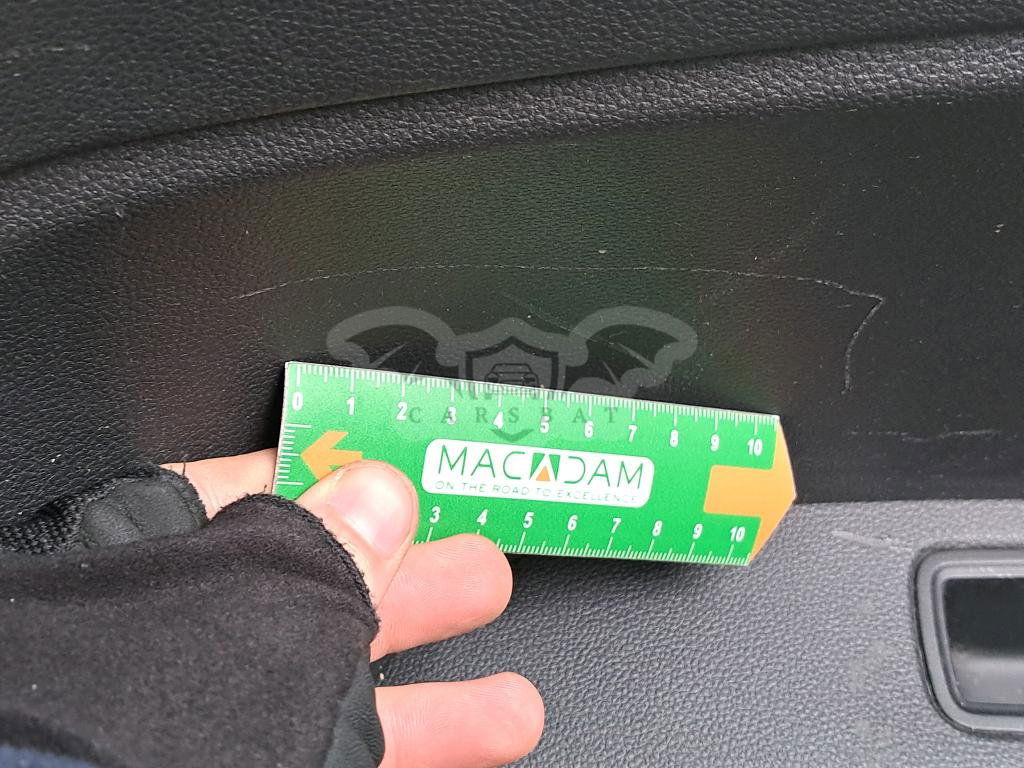 CARSBAT
0 1 2 3 4 5 6 7 8 9 10
MACADAM
ON THE ROAD TO EXCELLENCE
3 4 5 6 7 8 9 10